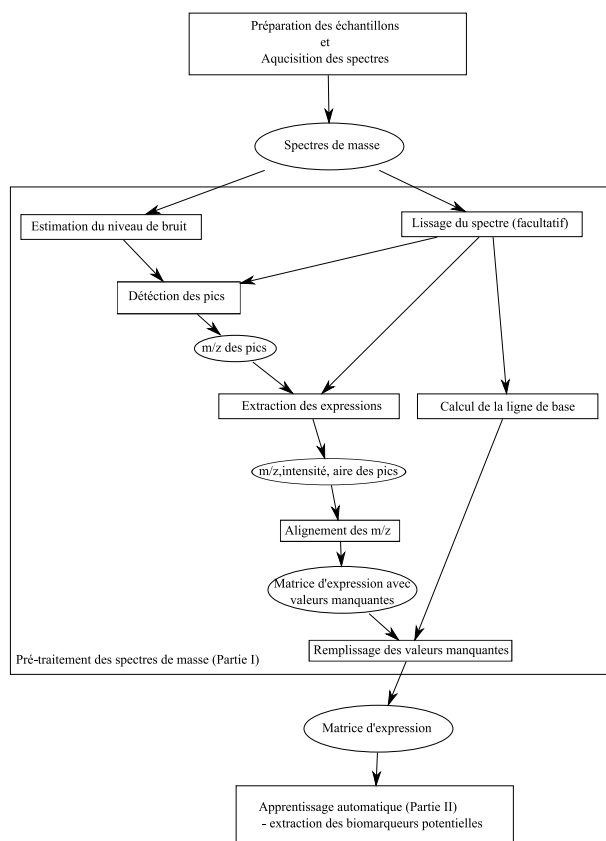 Préparation des échantillons
et
Aqucisition des spectres
Spectres de masse
Estimation du niveau de bruit
Lissage du spectre (facultatif)
Détéction des pics
m/z des pics
Extraction des expressions
Calcul de la ligne de base
m/z,intensité, aire des pics
Alignement des m/z
Matrice d'expression avec
valeurs manquantes
Remplissage des valeurs manquantes
Pré-traitement des spectres de masse (Partie I)
Matrice d'expression
Apprentissage automatique (Partie II)
- extraction des biomarqueurs potentielles